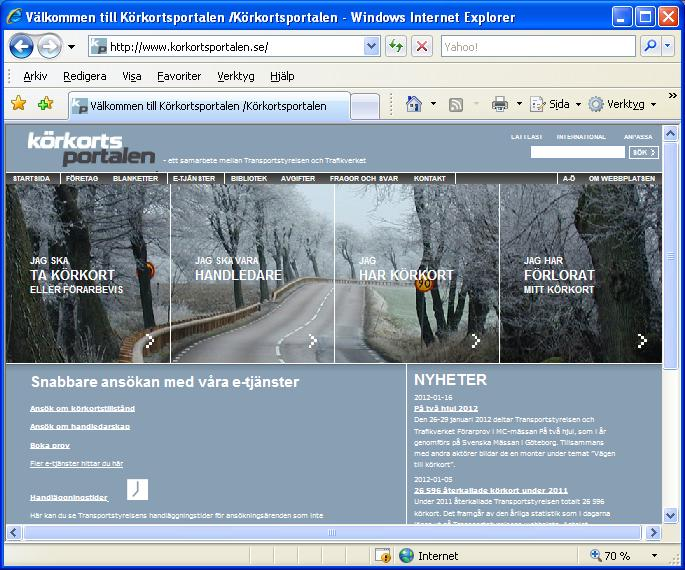 Välkommen till Körkortsportalen /Körkortsportalen - Windows Internet Explorer
http://www.korkortsportalen.se/
Yahoo!
Arkiv Redigera Visa Favoriter Verktyg Hjälp
Välkommen till Körkortsportalen /Körkortsportalen
Sida Verktyg
LÄTTLÄST INTERNATIONAL ANPASSA
körkorts
portalen
- ett samarbete mellan Transportstyrelsen och Trafikverket
SÖK
STARTSIDA FÖRETAG BLANKETTER E-TJÄNSTER BIBLIOTEK AVGIFTER FRÅGOR OCH SVAR KONTAKT A-Ö OM WEBBPLATSEN
JAG SKA
TA KÖRKORT
ELLER FÖRARBEVIS
JAG SKA VARA
HANDLEDARE
JAG
HAR KÖRKORT
90
JAG HAR
FÖRLORAT
MITT KÖRKORT
Snabbare ansökan med våra e-tjänster
Ansök om körkortstillstånd
Ansök om handledarskap
Boka prov
Fler e-tjänster hittar du här
Handläggningstider
Här kan du se Transportstyrelsens handläggningstider för ansökningsärenden som inte
NYHETER
2012-01-16
På två hjul 2012
Den 26-29 januari 2012 deltar Transportstyrelsen och
Trafikverket Förarprov i MC-mässan På två hjul, som i år
genomförs på Svenska Mässan i Göteborg. Tillsammans
med andra aktörer bildar de en monter under temat "Vägen
till körkort".
2012-01-05
26 596 återkallade körkort under 2011
Under 2011 återkallade Transportstyrelsen totalt 26 596
körkort. Det framgår av den årliga statistik som i dagarna
Internet
70 %